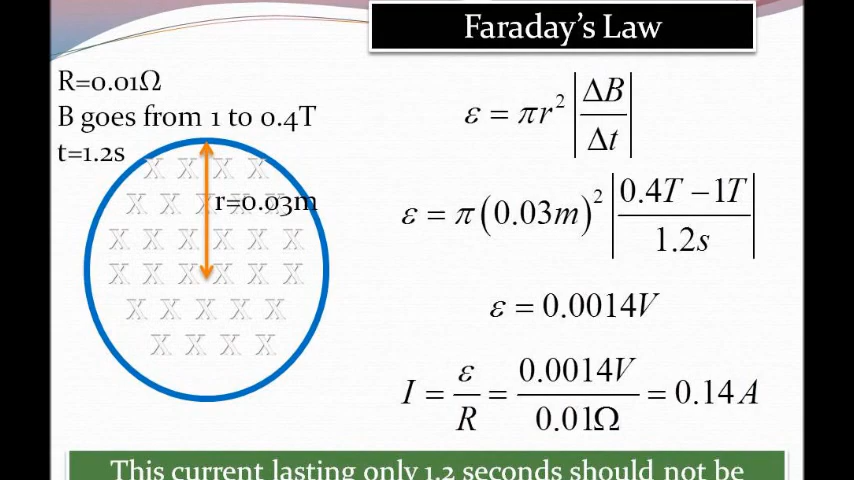 Faraday's Law
R=0.01Ω
B goes from 1 to 0.4T
t=1.2s
r=0.03m
X X X X
X X X X X
X X X X X X
X X X X X X
X X X X X
X X X X
ε = πr² |ΔB/Δt|
ε = π(0.03m)² |0.4T − 1T/1.2s|
ε = 0.0014V
I = ε/R = 0.0014V/0.01Ω = 0.14A
This current lasting only 1.2 seconds should not be